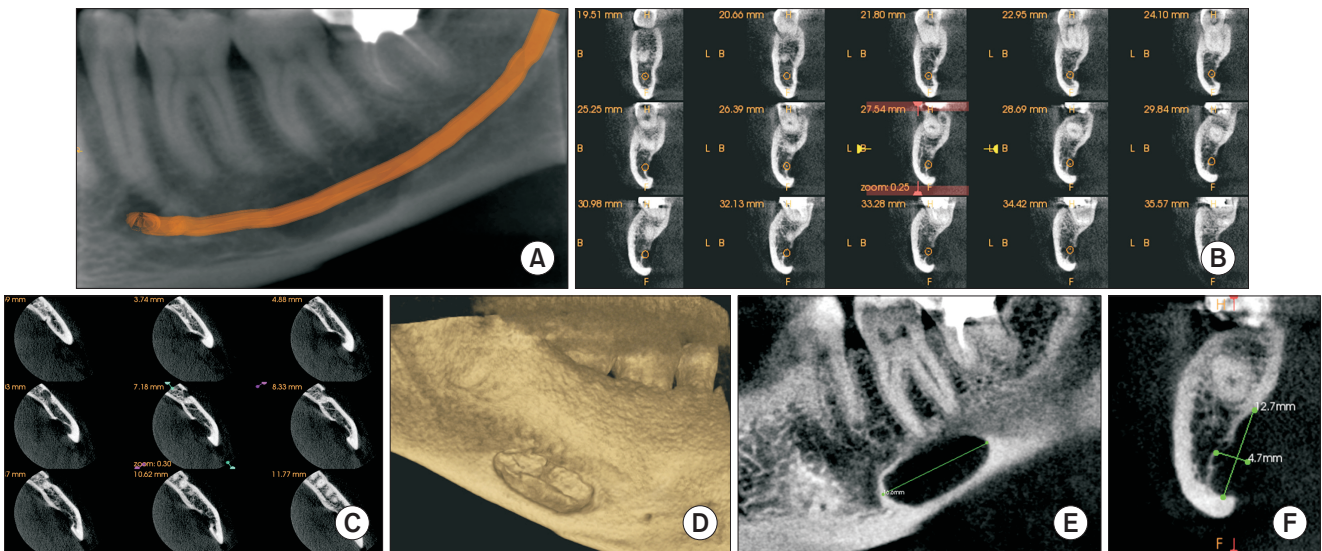 A
19.51 mm 20.66 mm 21.80 mm 22.95 mm 24.10 mm
H H H H H
B L B L B L B L B
F
25.25 mm 26.39 mm 27.54 mm 28.69 mm 29.84 mm
H H H H H
B L B L B L B L B
zoom: 0.25
F F F F F
30.98 mm 32.13 mm 33.28 mm 34.42 mm 35.57 mm
B L B L B L B L B
F F
B
3.74 mm 4.88 mm
7.18 mm 8.33 mm
zoom: 0.30
10.62 mm 11.77 mm
C
D
E
12.7mm
4.7mm
F
F